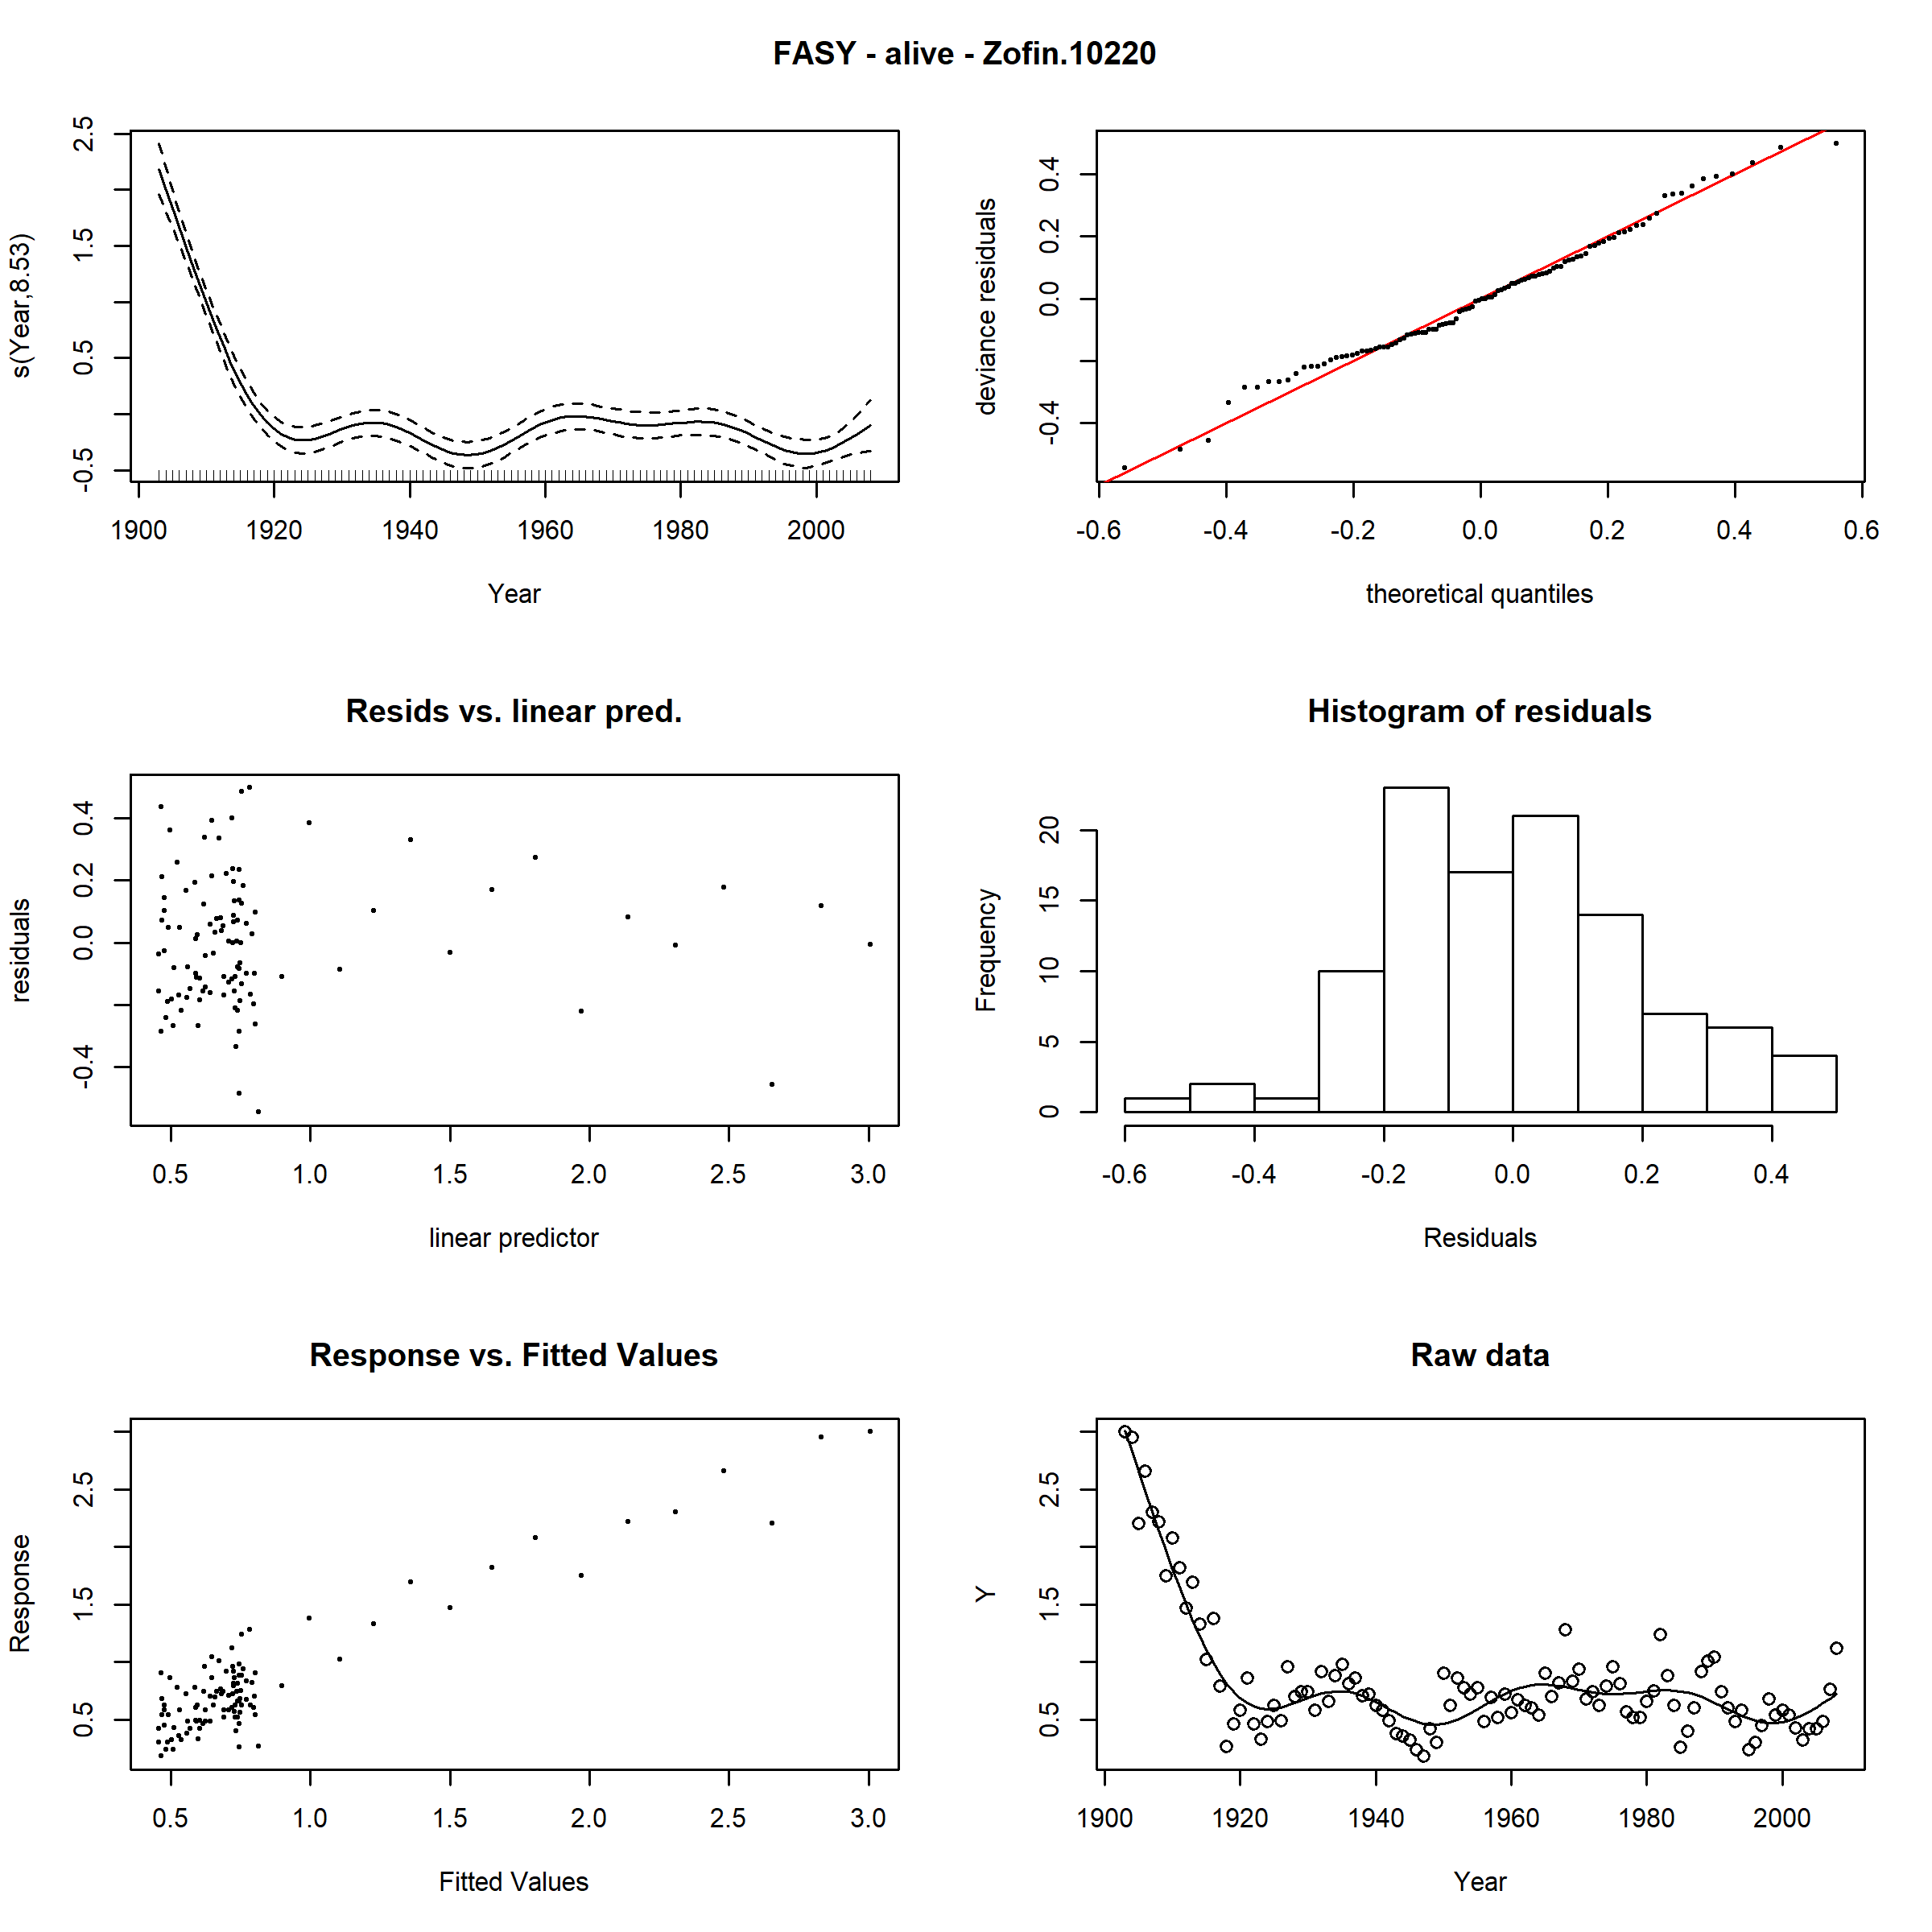 FASY - alive - Zofin.10220
s(Year,8.53)
-0.5 0.5 1.5 2.5
1900 1920 1940 1960 1980 2000
Year
deviance residuals
-0.4 0.0 0.2 0.4
-0.6 -0.4 -0.2 0.0 0.2 0.4 0.6
theoretical quantiles
Resids vs. linear pred.
residuals
-0.4 0.0 0.2 0.4
0.5 1.0 1.5 2.0 2.5 3.0
linear predictor
Histogram of residuals
Frequency
0 5 10 15 20
-0.6 -0.4 -0.2 0.0 0.2 0.4
Residuals
Response vs. Fitted Values
Response
0.5 1.5 2.5
0.5 1.0 1.5 2.0 2.5 3.0
Fitted Values
Raw data
Y
0.5 1.5 2.5
1900 1920 1940 1960 1980 2000
Year